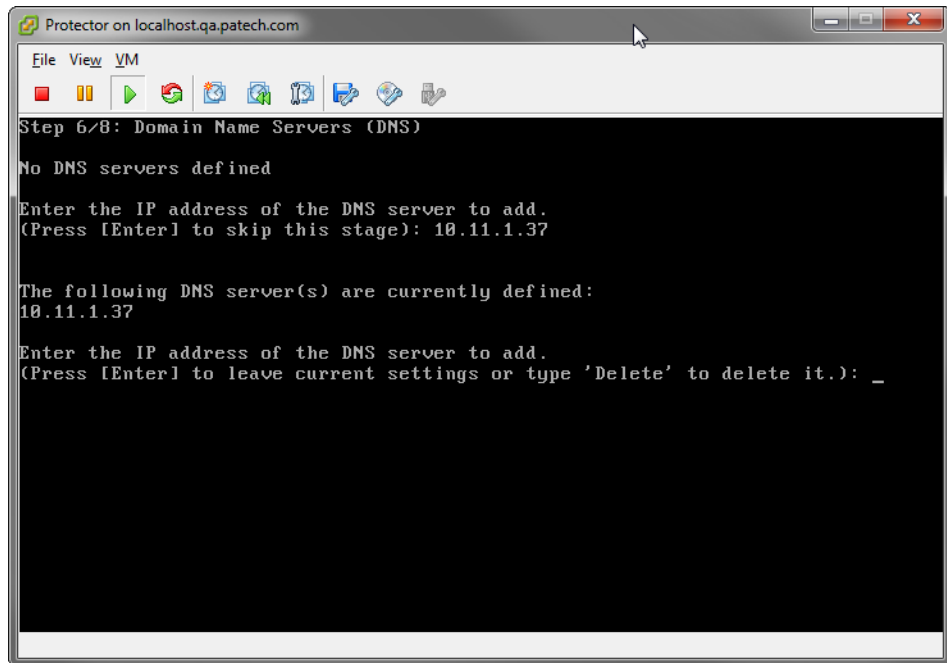 Protector on localhost.qa.patech.com
File View VM
Step 6/8: Domain Name Servers (DNS)
No DNS servers defined
Enter the IP address of the DNS server to add.
(Press [Enter] to skip this stage): 10.11.1.37
The following DNS server(s) are currently defined:
10.11.1.37
Enter the IP address of the DNS server to add.
(Press [Enter] to leave current settings or type 'Delete' to delete it.): _